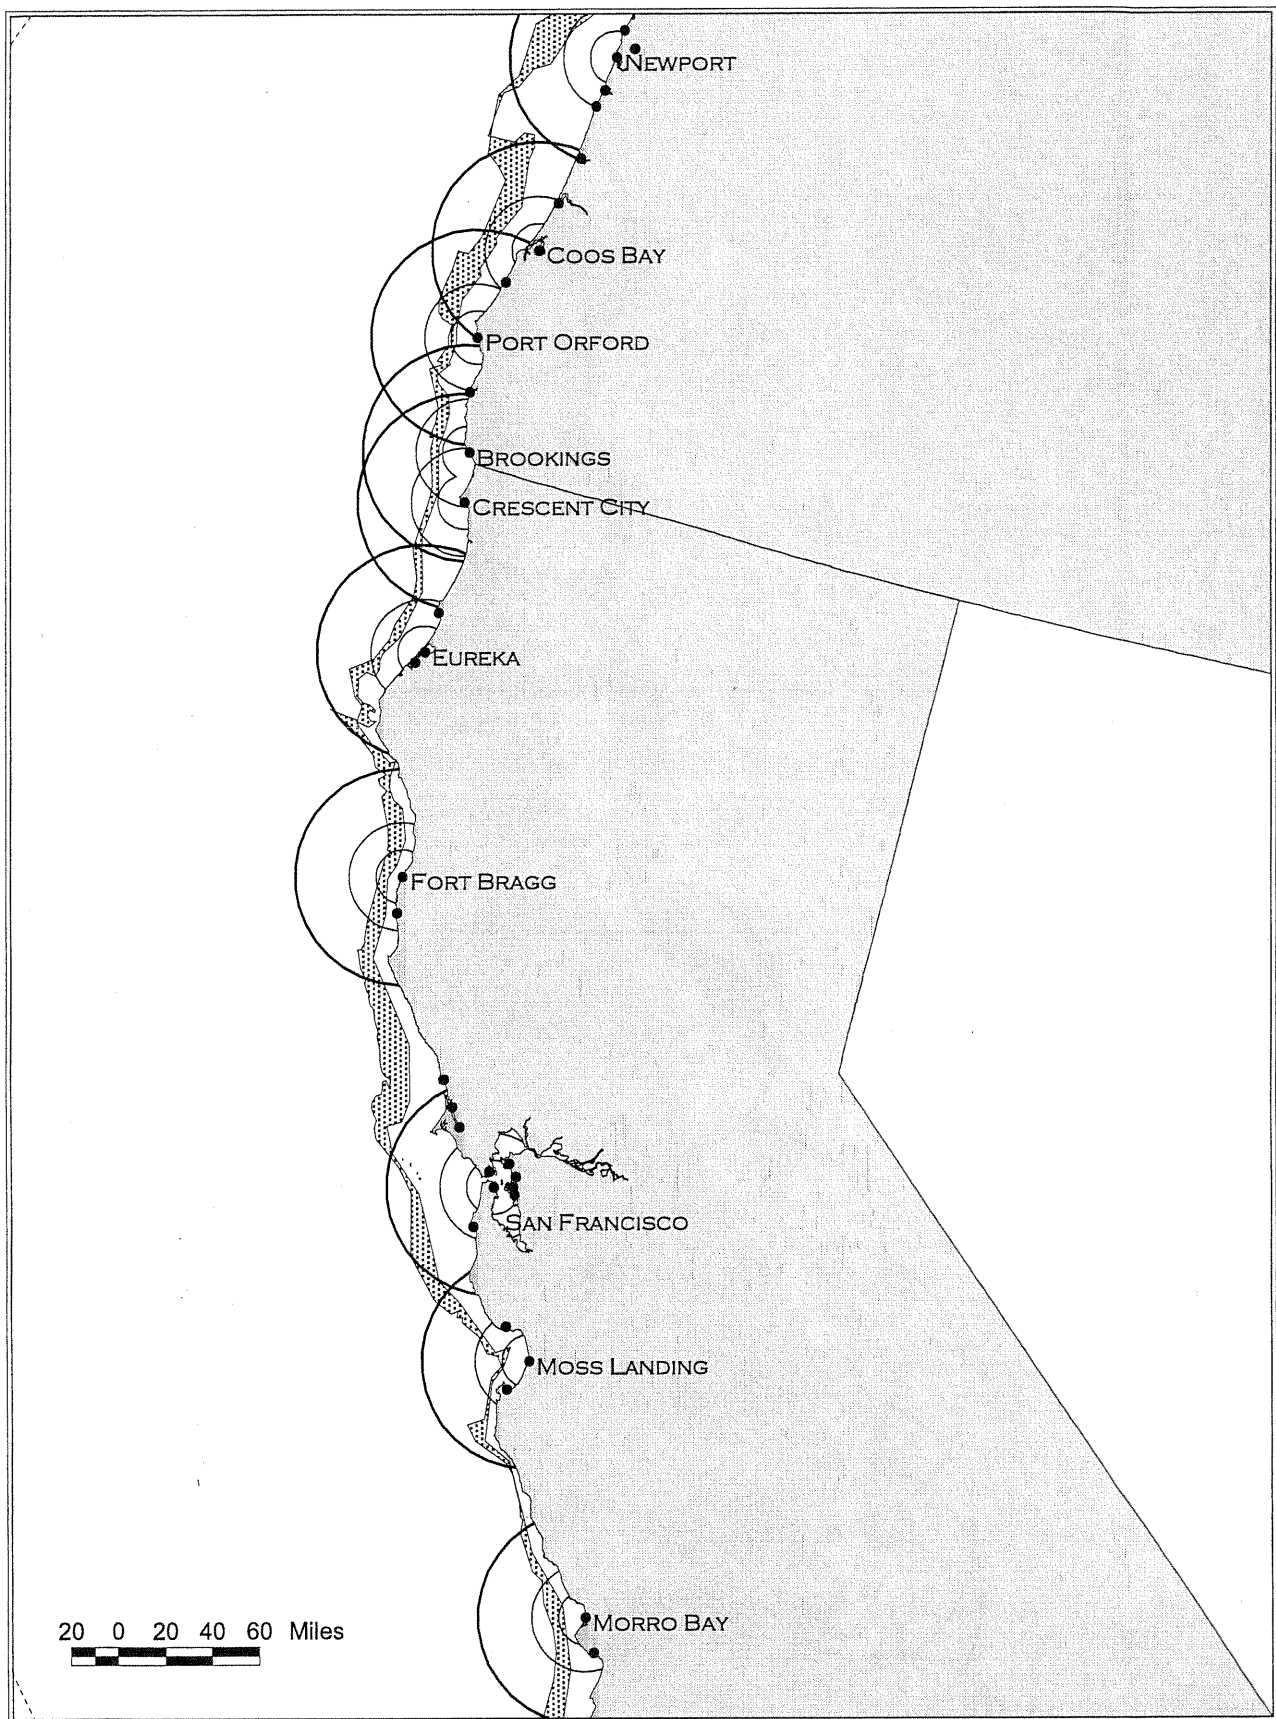 NEWPORT
COOS BAY
PORT ORFORD
BROOKINGS
CRESCENT CITY
EUREKA
FORT BRAGG
SAN FRANCISCO
MOSS LANDING
MORRO BAY
20 0 20 40 60 Miles